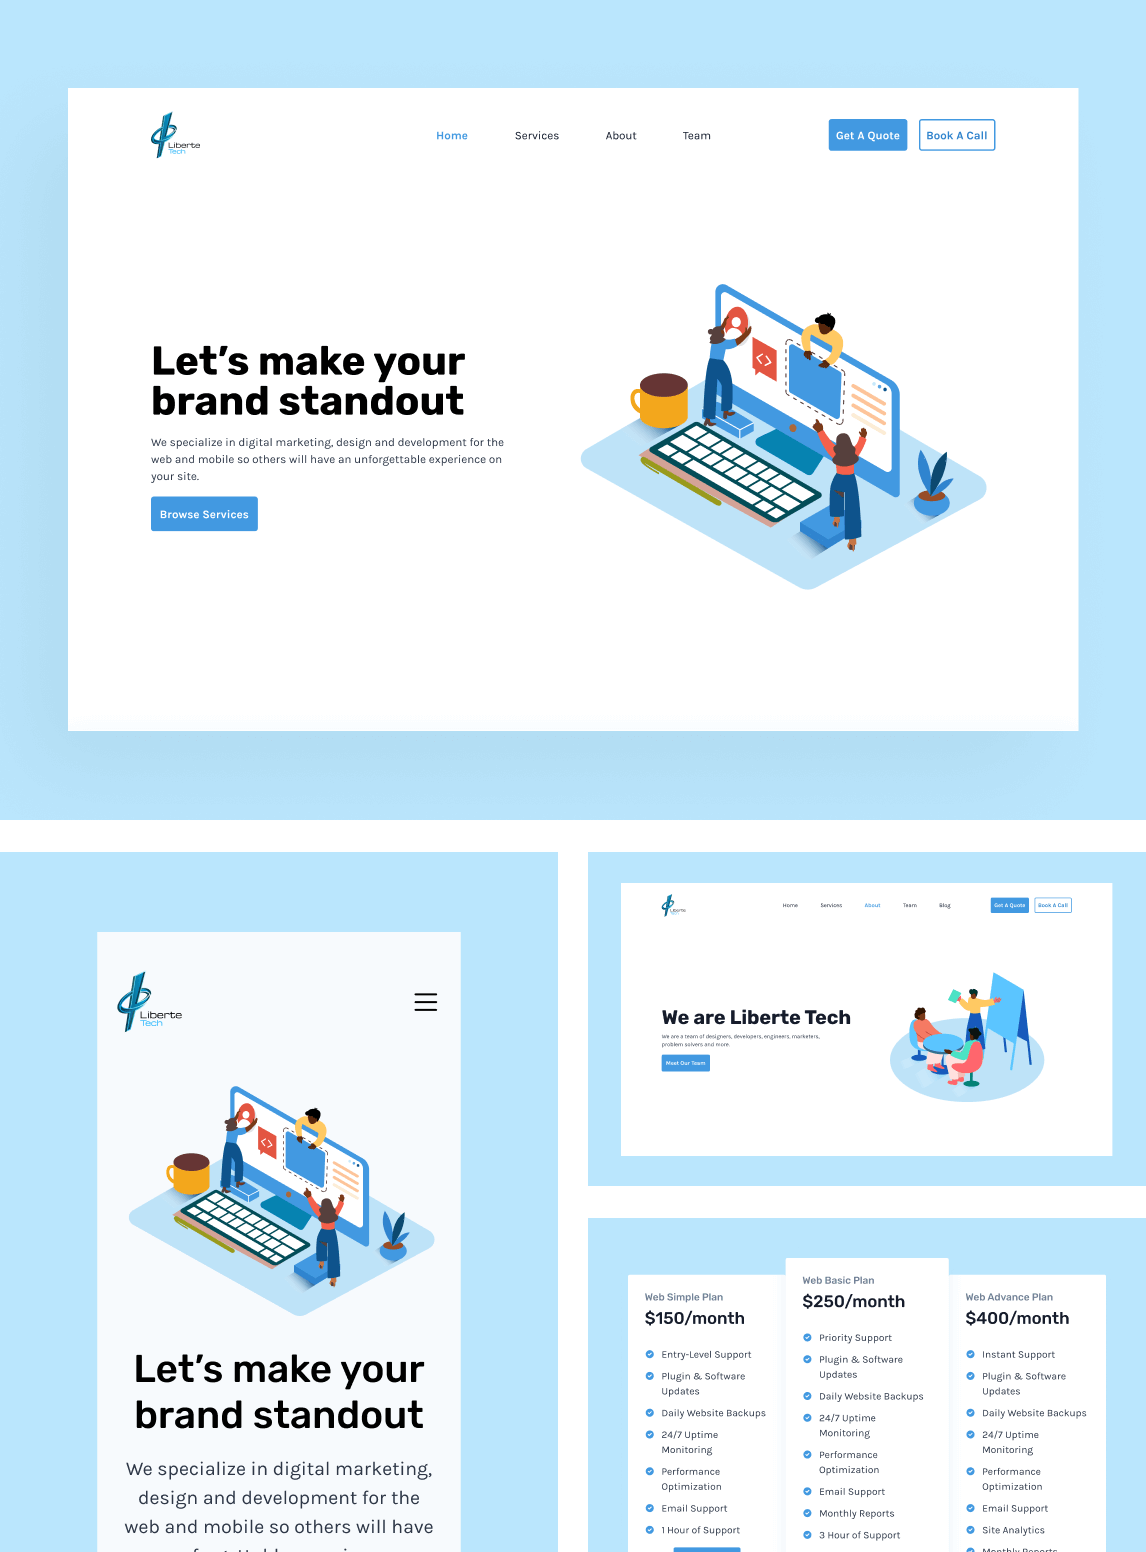 Liberte
Tech
Home
Services
About
Team
Get A Quote
Book A Call
Let's make your
brand standout
We specialize in digital marketing, design and development for the
web and mobile so others will have an unforgettable experience on
your site.
Browse Services
Liberte
Tech
Let's make your
brand standout
We specialize in digital marketing,
design and development for the
web and mobile so others will have
Liberte
Tech
Home
Services
About
Team
Blog
Get A Quote
Book A Call
We are Liberte Tech
We are a team of designers, developers, engineers, marketers,
problem solvers and more.
Meet Our Team
Web Simple Plan
$150/month
Entry-Level Support
Plugin & Software
Updates
Daily Website Backups
24/7 Uptime
Monitoring
Performance
Optimization
Email Support
1 Hour of Support
Web Basic Plan
$250/month
Priority Support
Plugin & Software
Updates
Daily Website Backups
24/7 Uptime
Monitoring
Performance
Optimization
Email Support
Monthly Reports
3 Hour of Support
Web Advance Plan
$400/month
Instant Support
Plugin & Software
Updates
Daily Website Backups
24/7 Uptime
Monitoring
Performance
Optimization
Email Support
Site Analytics
Monthly Reports